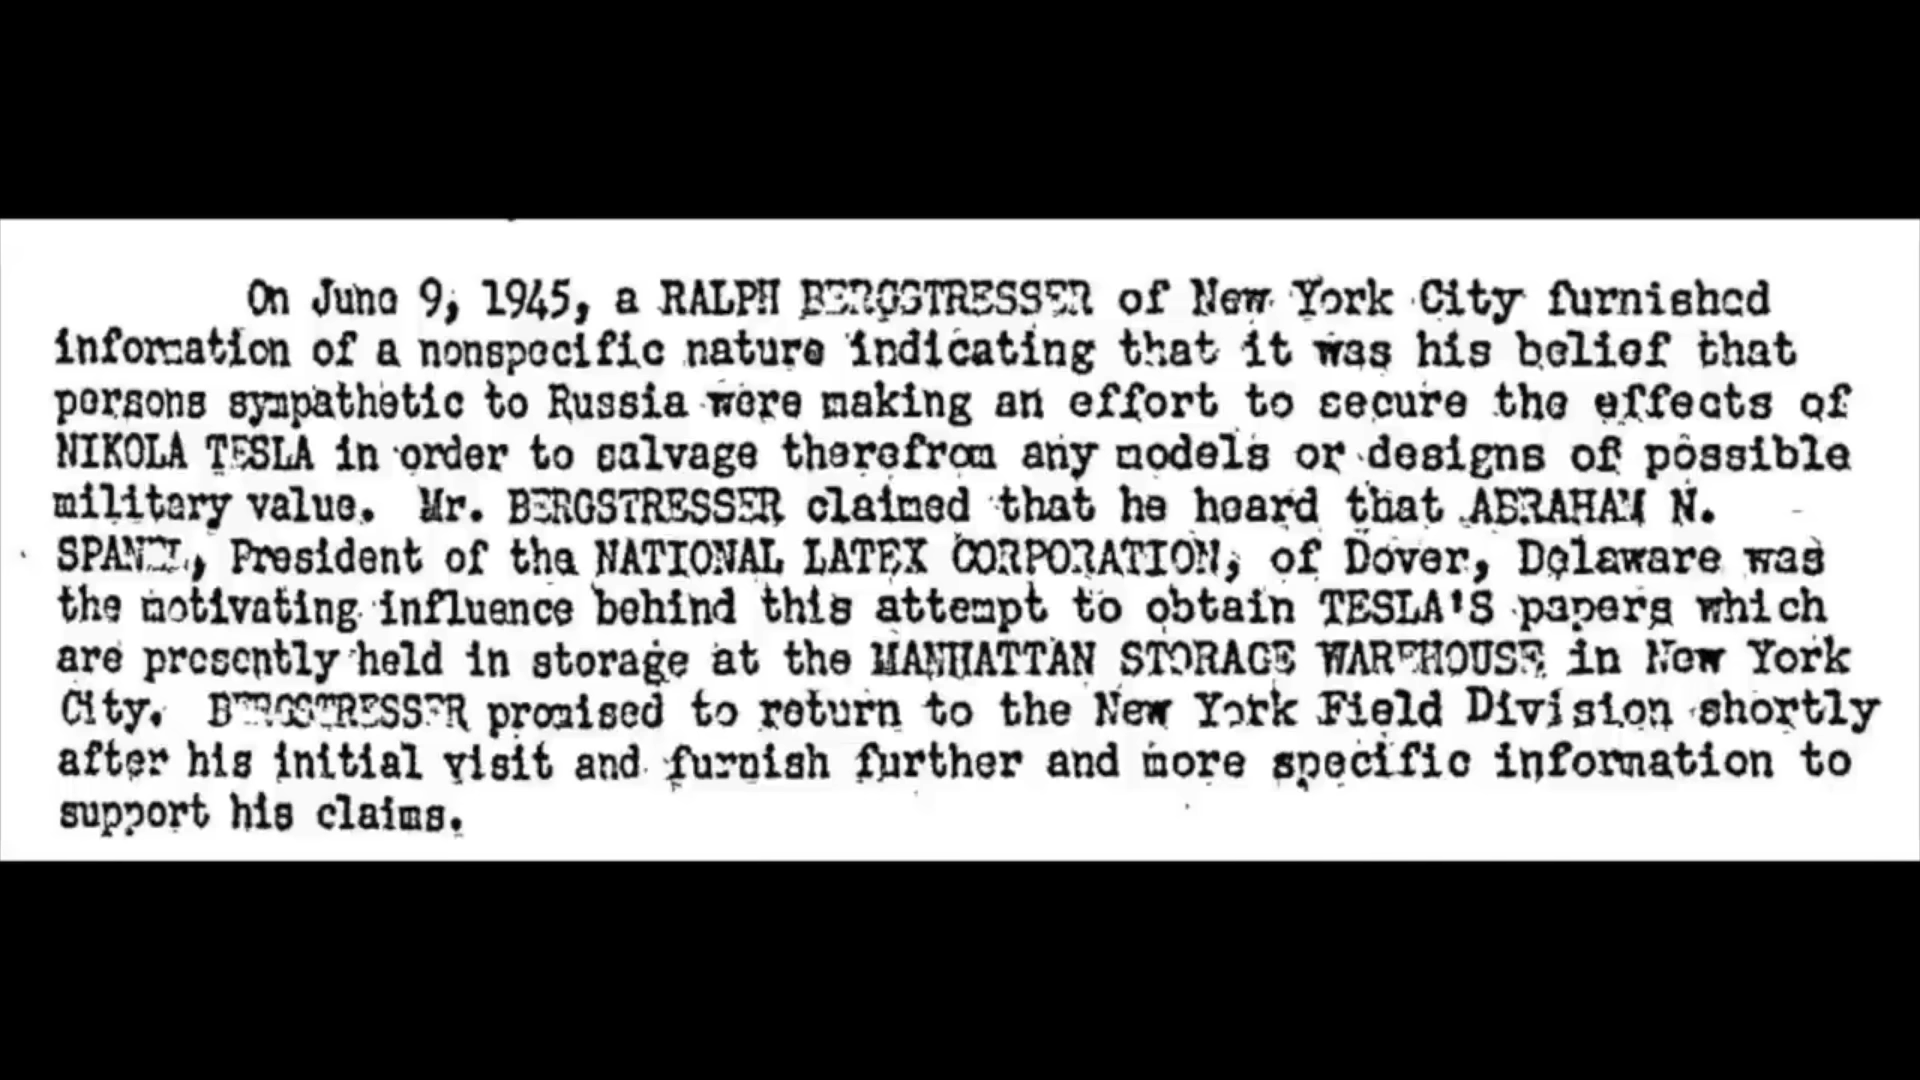 On June 9, 1945, a RALPH BERGSTRESSER of New York City furnished
information of a nonspecific nature indicating that it was his belief that
persons sympathetic to Russia were making an effort to secure the effects of
NIKOLA TESLA in order to salvage therefrom any models or designs of possible
military value. Mr. BERGSTRESSER claimed that he heard that ABRAHAM N.
SPANEL, President of the NATIONAL LATEX CORPORATION, of Dover, Delaware was
the motivating influence behind this attempt to obtain TESLA'S papers which
are presently held in storage at the MANHATTAN STORAGE WAREHOUSE in New York
City. BERGSTRESSER promised to return to the New York Field Division shortly
after his initial visit and furnish further and more specific information to
support his claims.